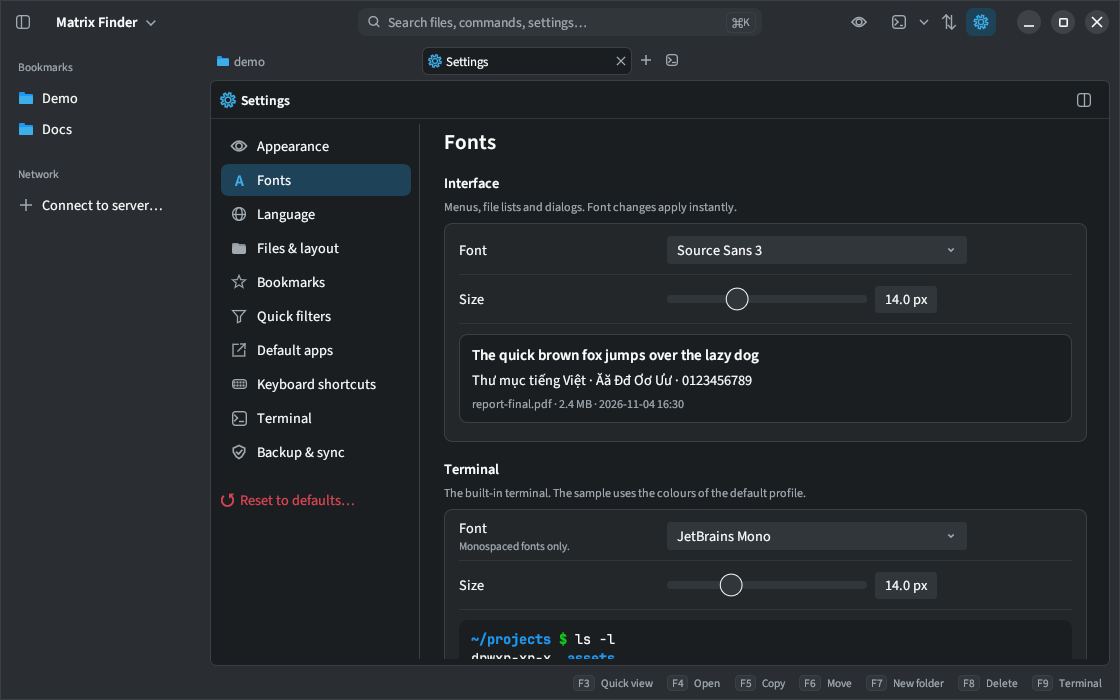 Matrix Finder
Search files, commands, settings…
⌘K
Bookmarks
Demo
Docs
Network
Connect to server…
demo
Settings
Settings
Appearance
Fonts
Language
Files & layout
Bookmarks
Quick filters
Default apps
Keyboard shortcuts
Terminal
Backup & sync
Reset to defaults…
Fonts
Interface
Menus, file lists and dialogs. Font changes apply instantly.
Font
Source Sans 3
Size
14.0 px
The quick brown fox jumps over the lazy dog
Thư mục tiếng Việt · Ăă Đđ Ơơ Ưư · 0123456789
report-final.pdf · 2.4 MB · 2026-11-04 16:30
Terminal
The built-in terminal. The sample uses the colours of the default profile.
Font
Monospaced fonts only.
JetBrains Mono
Size
14.0 px
~/projects $ ls -l
drwxr-xr-x assets
F3 Quick view F4 Open F5 Copy F6 Move F7 New folder F8 Delete F9 Terminal